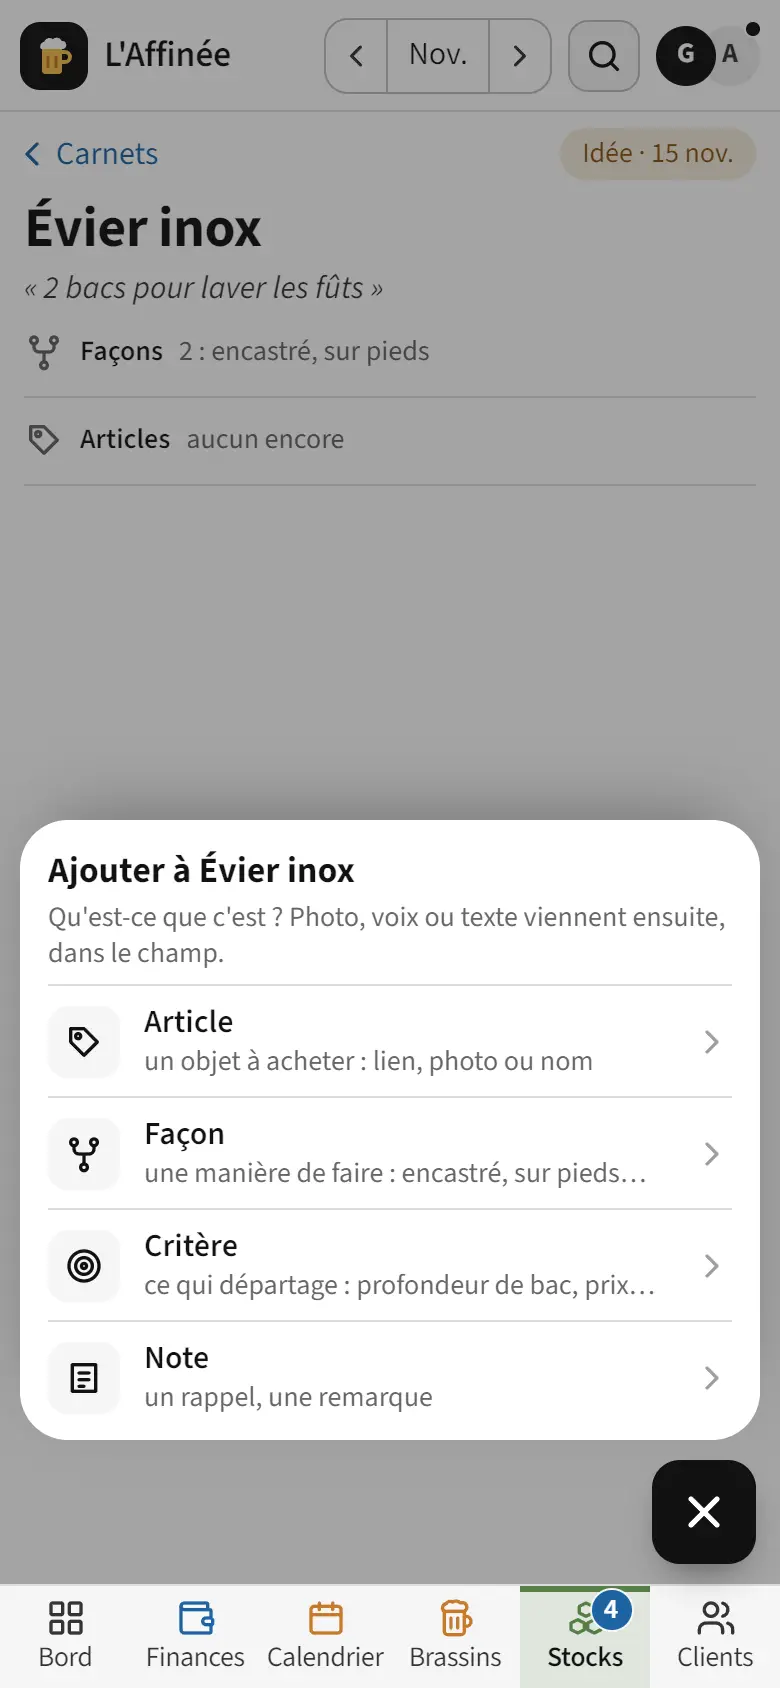 L'Affinée
Nov.
G
A
Carnets
Idée · 15 nov.
Évier inox
« 2 bacs pour laver les fûts »
Façons 2 : encastré, sur pieds
Articles aucun encore
Ajouter à Évier inox
Qu'est-ce que c'est ? Photo, voix ou texte viennent ensuite,
dans le champ.
Article
un objet à acheter : lien, photo ou nom
Façon
une manière de faire : encastré, sur pieds…
Critère
ce qui départage : profondeur de bac, prix…
Note
un rappel, une remarque
4
Bord
Finances
Calendrier
Brassins
Stocks
Clients